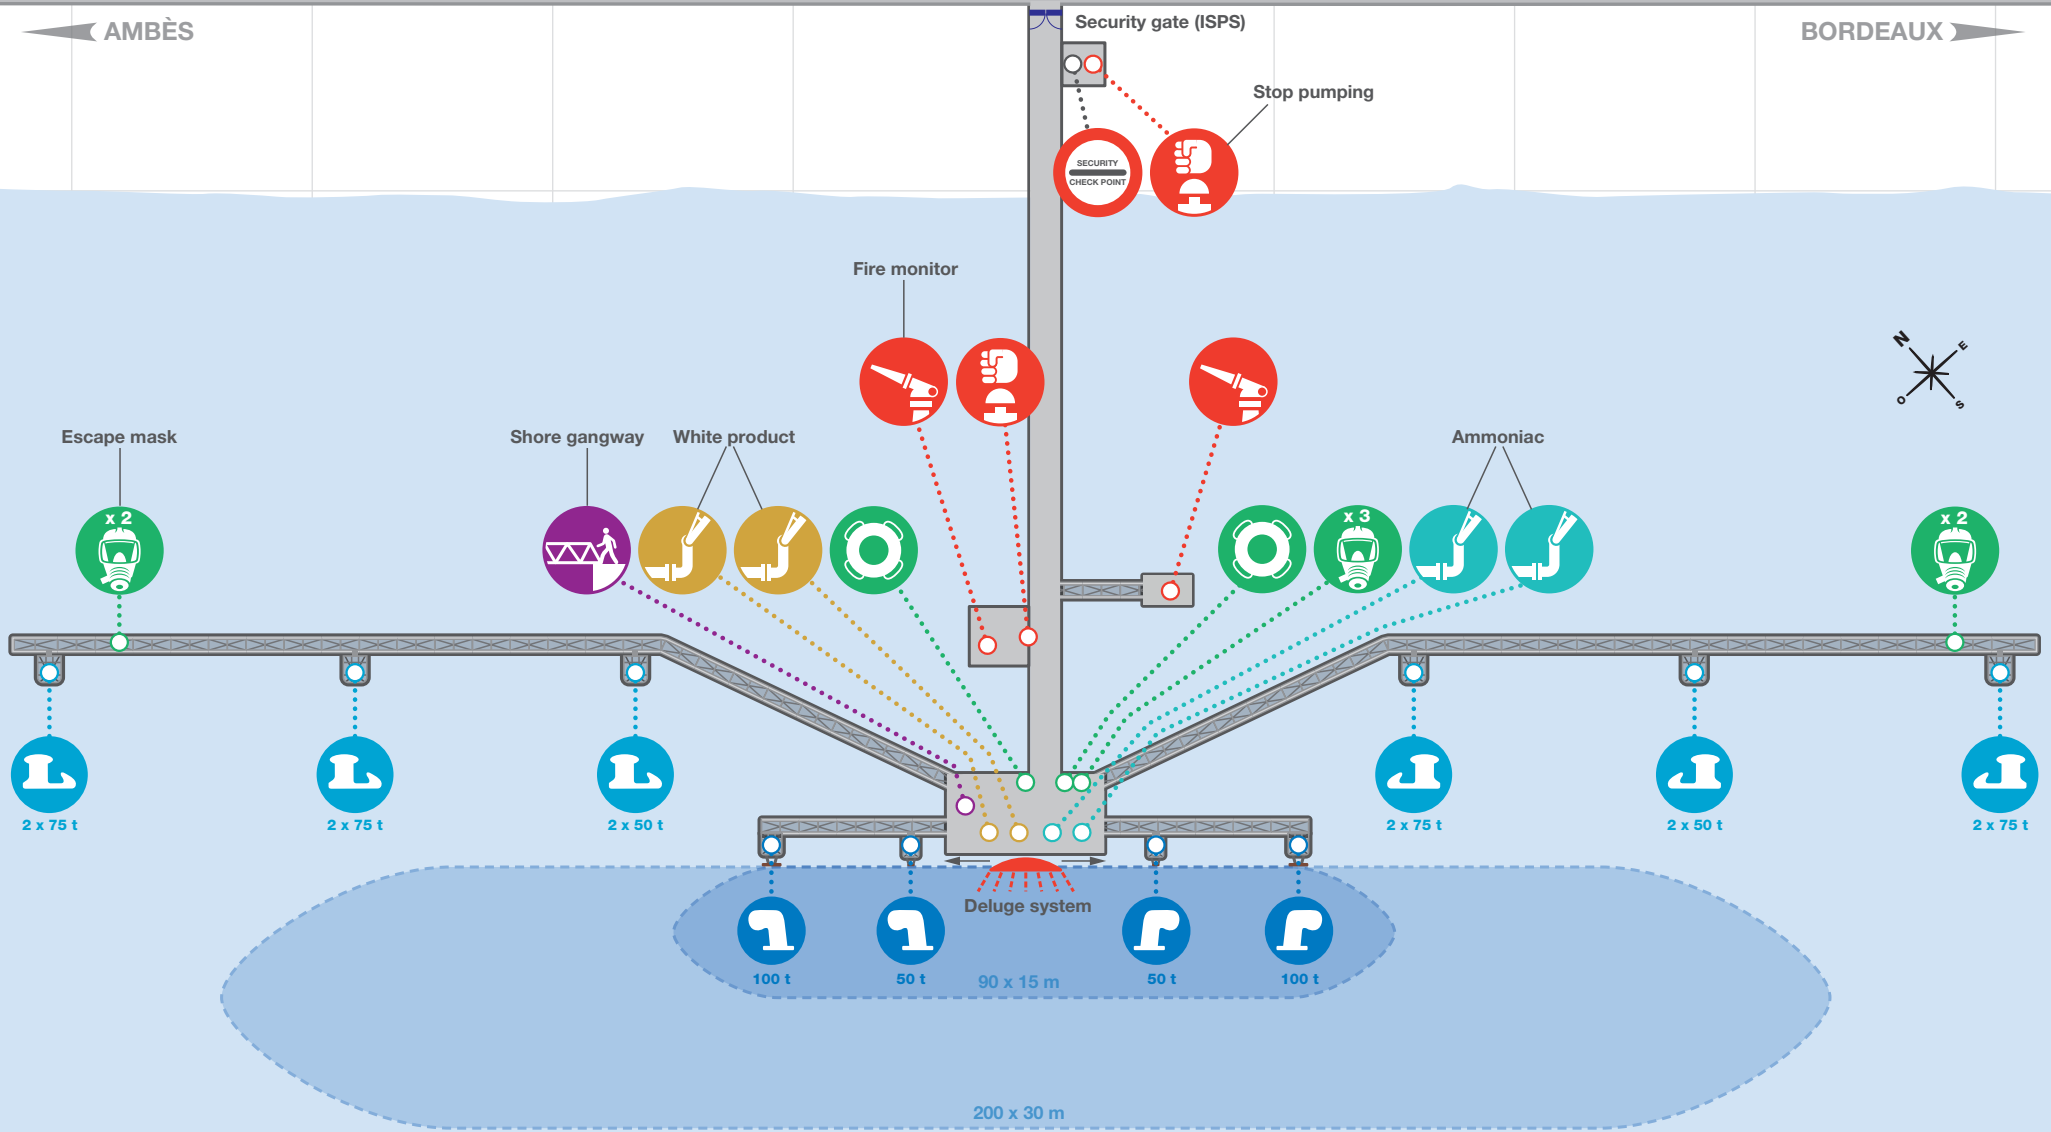 AMBÈS
Security gate (ISPS)
BORDEAUX
Stop pumping
SECURITY
CHECK POINT
Fire monitor
N
E
O
S
Escape mask
Shore gangway
White product
Ammoniac
x 2
x 3
x 2
2 x 75 t
2 x 75 t
2 x 50 t
2 x 75 t
2 x 50 t
2 x 75 t
Deluge system
100 t
50 t
90 x 15 m
50 t
100 t
200 x 30 m